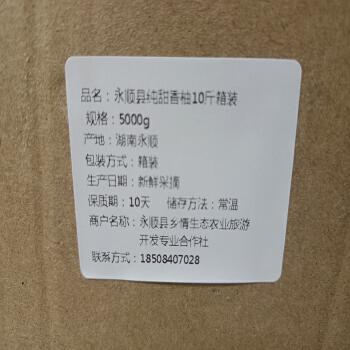 品名：永顺县纯甜香柚10斤箱装
规格：5000g
产地：湖南永顺
包装方式：箱装
生产日期：新鲜采摘
保质期：10天 储存方法：常温
商户名称：永顺县乡情生态农业旅游
开发专业合作社
联系方式：18508407028